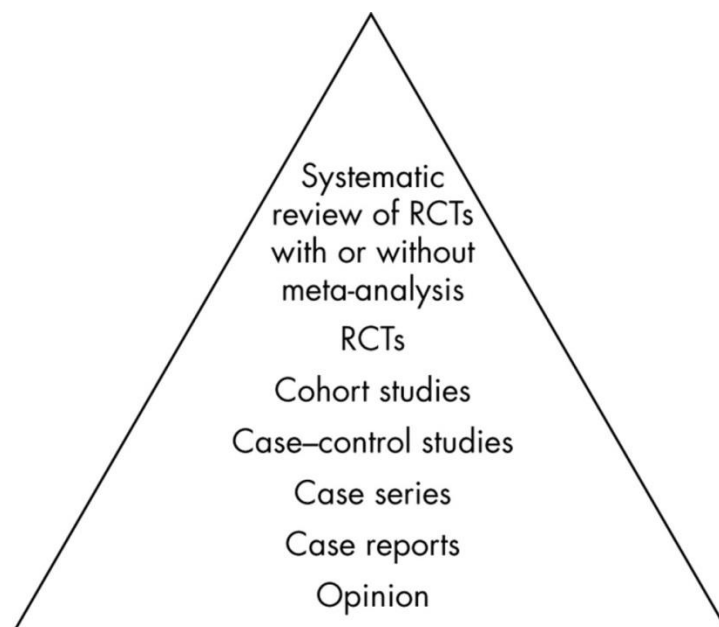 Systematic
review of RCTs
with or without
meta-analysis
RCTs
Cohort studies
Case–control studies
Case series
Case reports
Opinion